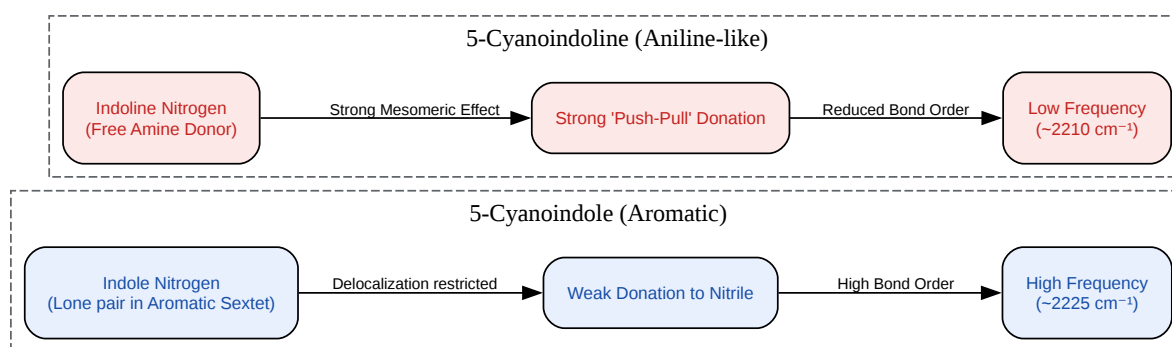 5-Cyanoindoline (Aniline-like)
Indoline Nitrogen
(Free Amine Donor)
Strong Mesomeric Effect
Strong 'Push-Pull' Donation
Reduced Bond Order
Low Frequency
(~2210 cm⁻¹)
5-Cyanoindole (Aromatic)
Indole Nitrogen
(Lone pair in Aromatic Sextet)
Delocalization restricted
Weak Donation to Nitrile
High Bond Order
High Frequency
(~2225 cm⁻¹)